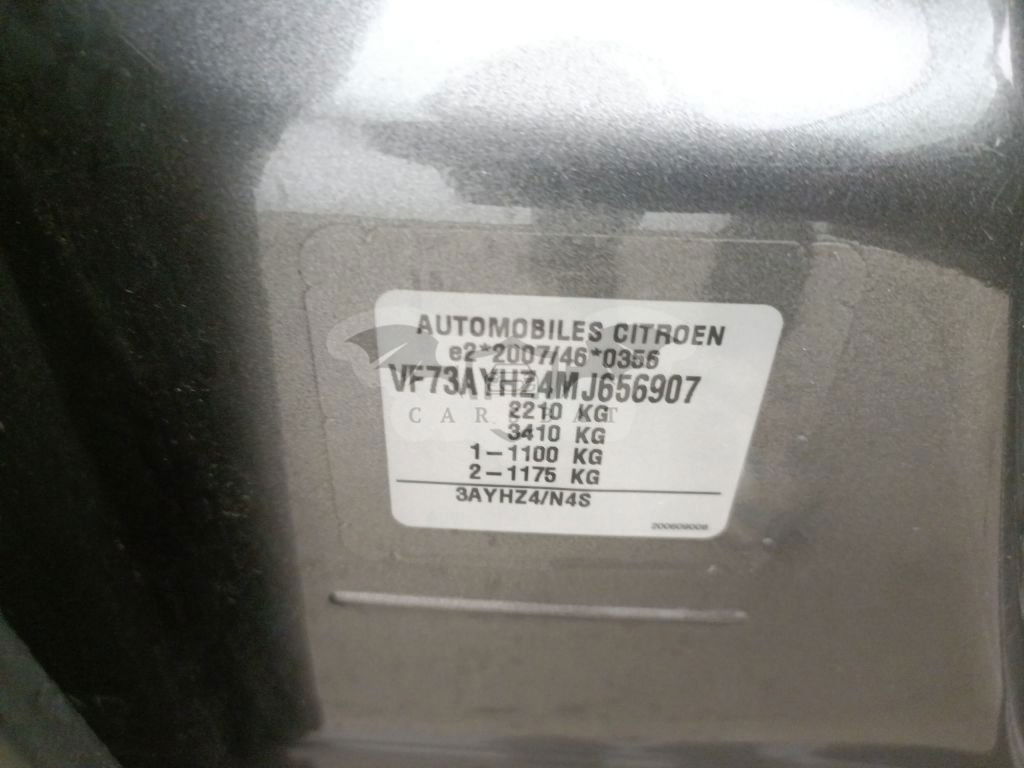 AUTOMOBILES CITROEN
e2*2007/46*0356
VF73AYHZ4MJ656907
2210 KG
3410 KG
1-1100 KG
2-1175 KG
3AYHZ4/N4S
200609008